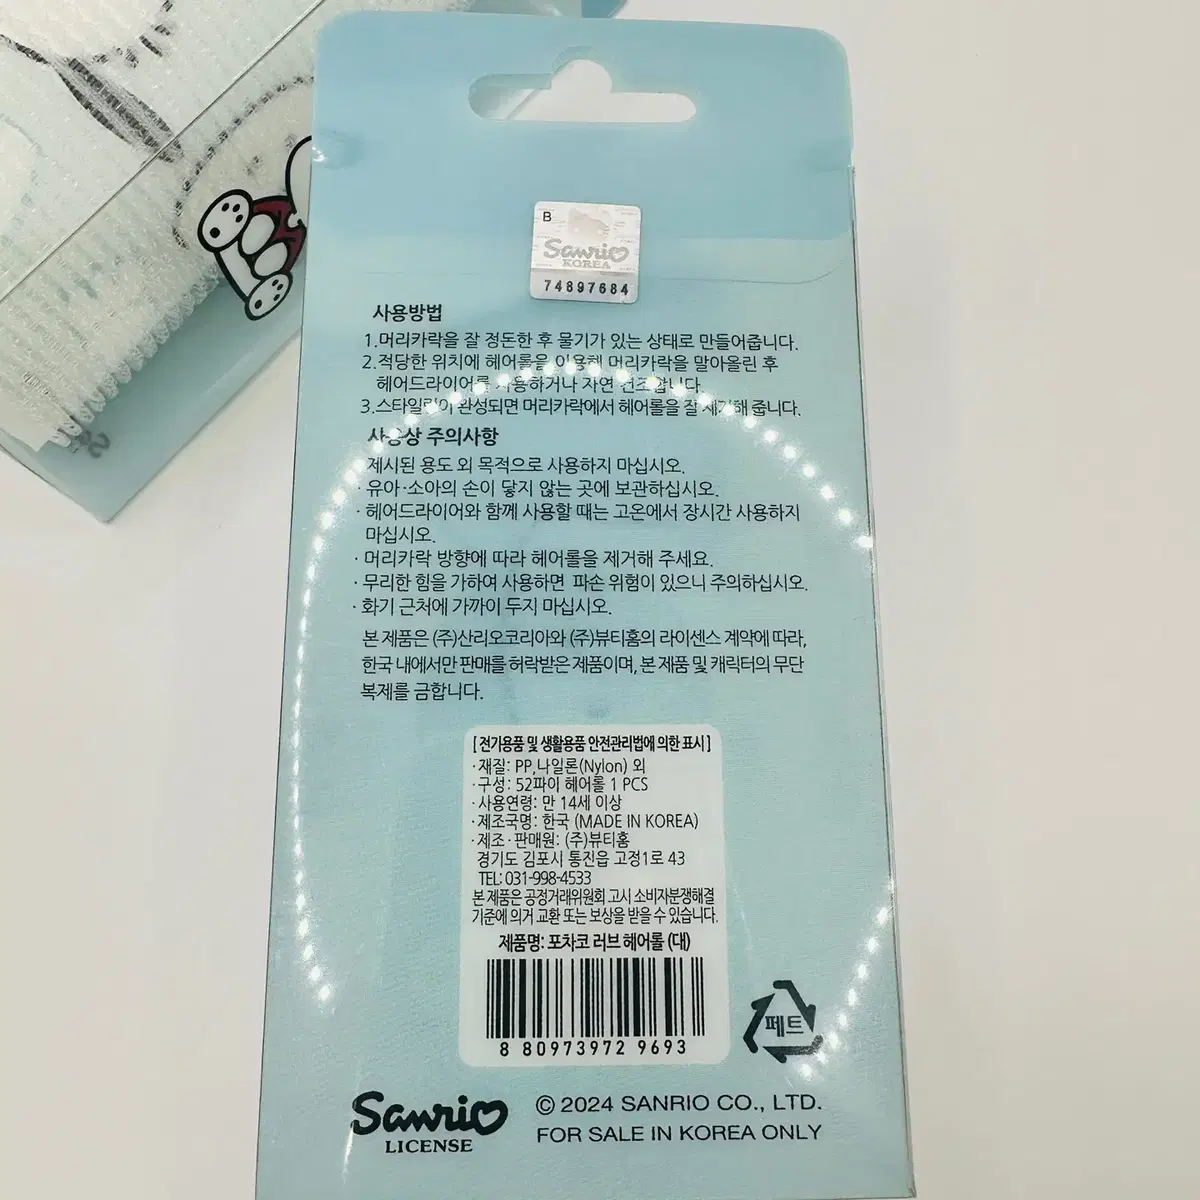 B
Sanrio
KOREA
74897684
사용방법
1.머리카락을 잘 정돈한 후 물기가 있는 상태로 만들어줍니다.
2.적당한 위치에 헤어롤을 이용해 머리카락을 말아올린 후
헤어드라이어를 사용하거나 자연 건조합니다.
3.스타일링이 완성되면 머리카락에서 헤어롤을 잘 제거해 줍니다.
사용상 주의사항
제시된 용도 외 목적으로 사용하지 마십시오.
·유아·소아의 손이 닿지 않는 곳에 보관하십시오.
·헤어드라이어와 함께 사용할 때는 고온에서 장시간 사용하지
마십시오.
·머리카락 방향에 따라 헤어롤을 제거해 주세요.
·무리한 힘을 가하여 사용하면 파손 위험이 있으니 주의하십시오.
·화기 근처에 가까이 두지 마십시오.
본 제품은 (주)산리오코리아와 (주)뷰티홈의 라이센스 계약에 따라,
한국 내에서만 판매를 허락받은 제품이며, 본 제품 및 캐릭터의 무단
복제를 금합니다.
[전기용품 및 생활용품 안전관리법에 의한 표시]
·재질: PP,나일론(Nylon) 외
·구성: 52파이 헤어롤 1 PCS
·사용연령: 만 14세 이상
·제조국명: 한국 (MADE IN KOREA)
·제조·판매원: (주)뷰티홈
경기도 김포시 통진읍 고정1로 43
TEL: 031-998-4533
본 제품은 공정거래위원회 고시 소비자분쟁해결
기준에 의거 교환 또는 보상을 받을 수 있습니다.
제품명: 포차코 러브 헤어롤 (대)
8 809739729693
페트
Sanrio
LICENSE
© 2024 SANRIO CO., LTD.
FOR SALE IN KOREA ONLY